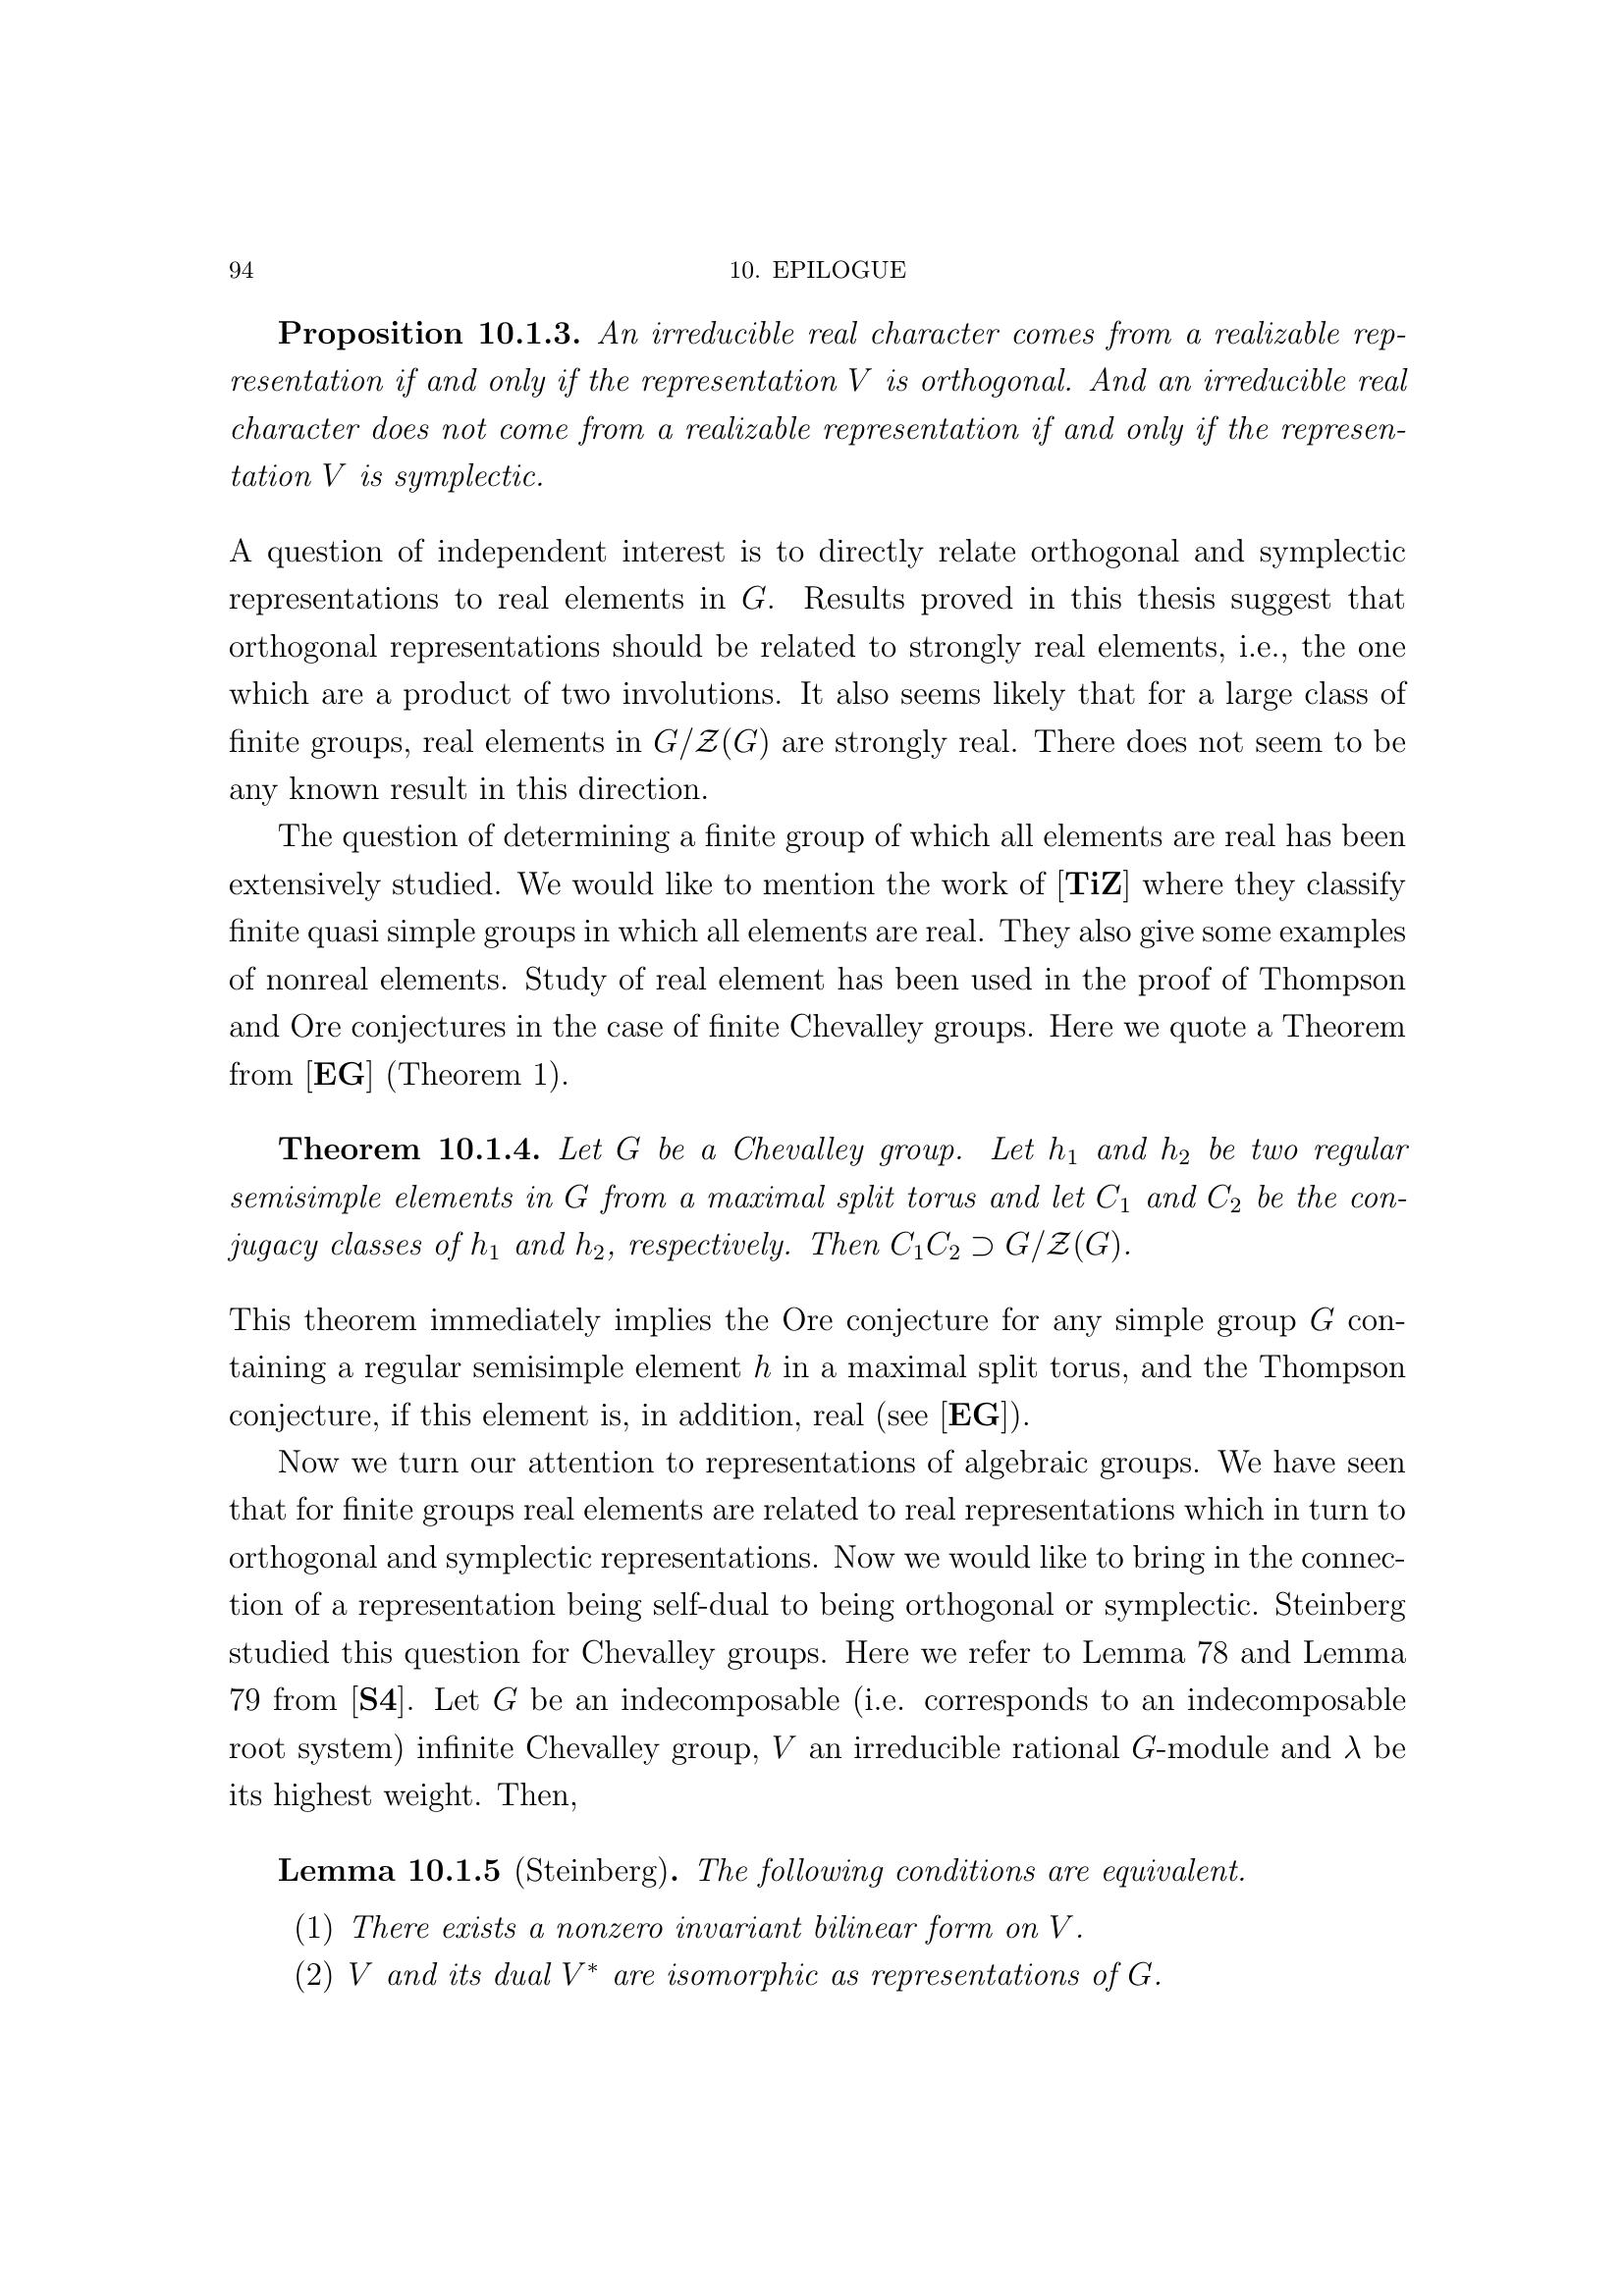 94
10. EPILOGUE
Proposition 10.1.3. An irreducible real character comes from a realizable rep-
resentation if and only if the representation V is orthogonal. And an irreducible real
character does not come from a realizable representation if and only if the represen-
tation V is symplectic.
A question of independent interest is to directly relate orthogonal and symplectic
representations to real elements in G. Results proved in this thesis suggest that
orthogonal representations should be related to strongly real elements, i.e., the one
which are a product of two involutions. It also seems likely that for a large class of
finite groups, real elements in G/𝒵(G) are strongly real. There does not seem to be
any known result in this direction.
The question of determining a finite group of which all elements are real has been
extensively studied. We would like to mention the work of [TiZ] where they classify
finite quasi simple groups in which all elements are real. They also give some examples
of nonreal elements. Study of real element has been used in the proof of Thompson
and Ore conjectures in the case of finite Chevalley groups. Here we quote a Theorem
from [EG] (Theorem 1).
Theorem 10.1.4. Let G be a Chevalley group. Let h₁ and h₂ be two regular
semisimple elements in G from a maximal split torus and let C₁ and C₂ be the con-
jugacy classes of h₁ and h₂, respectively. Then C₁C₂ ⊃ G/𝒵(G).
This theorem immediately implies the Ore conjecture for any simple group G con-
taining a regular semisimple element h in a maximal split torus, and the Thompson
conjecture, if this element is, in addition, real (see [EG]).
Now we turn our attention to representations of algebraic groups. We have seen
that for finite groups real elements are related to real representations which in turn to
orthogonal and symplectic representations. Now we would like to bring in the connec-
tion of a representation being self-dual to being orthogonal or symplectic. Steinberg
studied this question for Chevalley groups. Here we refer to Lemma 78 and Lemma
79 from [S4]. Let G be an indecomposable (i.e. corresponds to an indecomposable
root system) infinite Chevalley group, V an irreducible rational G-module and λ be
its highest weight. Then,
Lemma 10.1.5 (Steinberg). The following conditions are equivalent.
(1) There exists a nonzero invariant bilinear form on V.
(2) V and its dual V* are isomorphic as representations of G.